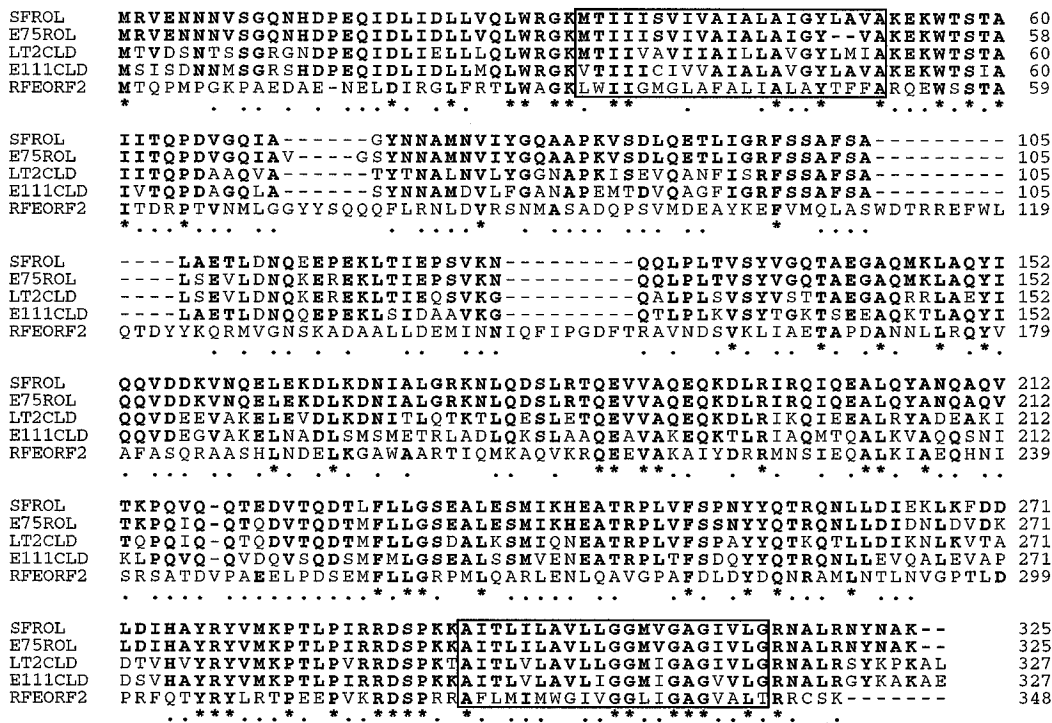 SFROL MRVENNNVSGQNHDPEQIDLIDLLVQLWRGKMTIIISVIVAIALAIGYLAVAKEKWTSTA 60
E75ROL MRVENNNVSGQNHDPEQIDLIDLLVQLWRGKMTIIISVIVAIALAIGY--VAKEKWTSTA 58
LT2CLD MTVDSNTSSGRGNDPEQIDLIELLLQLWRGKMTIIVAVIIAILLAVGYLMIAKEKWTSTA 60
E111CLD MSISDNNMSGRSHDPEQIDLIDLLMQLWRGKVTIIICIVVAIALAVGYLAVAKEKWTSIA 60
RFEORF2 MTQPMPGKPAEDAE-NELDIRGLFRTLWAGKLWIIGMGLAFALIALAYTFFARQEWSSTA 59
SFROL IITQPDVGQIA------GYNNAMNVIYGQAAPKVSDLQETLIGRFSSAFSA--------- 105
E75ROL IITQPDVGQIAV-----GSYNNAMNVIYGQAAPKVSDLQETLIGRFSSAFSA--------- 105
LT2CLD IITQPDAAQVA------TYTNALNVLYGGNAPKISEVQANFISRFSSAFSA--------- 105
E111CLD IVTQPDAGQLA------SYNNAMDVLFGANAPEMTDVQAGFIGRFSSAFSA--------- 105
RFEORF2 ITDRPTVNMLGGYYSQQQFLRNLDVRSNMASADQPSVMDEAYKEFVMQLASWDTRREFWL 119
SFROL ----LAETLDNQEEPEKLTIEPSVKN---------QQLPLTVSYVGQTAEGAQMKLAQYI 152
E75ROL ----LSEVLDNQKEREKLTIEPSVKN---------QQLPLTVSYVGQTAEGAQMKLAQYI 152
LT2CLD ----LSEVLDNQKEREKLTIEQSVKG---------QALPLSVSYVSTTAEGAQRRLAEYI 152
E111CLD ----LAETLDNQQEPEKLSIDAAVKG---------QTLPLKVSYTGKTSEEAQKTLAQYI 152
RFEORF2 QTDYYKQRMVGNSKADAALLDEMINNIQFIPGDFTRAVNDSVKLIAETAPDANNLLRQYV 179
SFROL QQVDDKVNQELEKDLKDNIALGRKNLQDSLRTQEVVAQEQKDLRIRQIQEALQYANQAQV 212
E75ROL QQVDDKVNQELEKDLKDNIALGRKNLQDSLRTQEVVAQEQKDLRIRQIQEALQYANQAQV 212
LT2CLD QQVDEEVAKELEVDLKDNITLQTKTLQESLETQEVVAQEQKDLRIKQIEEALRYADEAKI 212
E111CLD QQVDEGVAKELNADLSMSMETRLADLQKSLAAQEAVAKEQKTLRIAQMTQALKVAQQSNI 212
RFEORF2 AFASQRAASHLNDELKGAWAARTIQMKAQVKRQEEVAKAIYDRRMNSIEQALKIAEQHNI 239
SFROL TKPQVQ-QTEDVTQDTLFLLGSEALESMIKHEATRPLVFSPNYYQTRQNLLDIEKLKFDD 271
E75ROL TKPQIQ-QTQDVTQDTMFLLGSEALESMIKHEATRPLVFSSNYYQTRQNLLDIDNLDVDK 271
LT2CLD TQPQIQ-QTQDVTQDTMFLLGSDALKSMIQNEATRPLVFSPAYYQTKQTLLDIKNLKVTA 271
E111CLD KLPQVQ-QVDQVSQDSMFMLGSEALSSMVENEATRPLTFSDQYYQTRQNLLEVQALEVAP 271
RFEORF2 SRSATDVPAEELPDSEMFLLGRPMLQARLENLQAVGPAFDLDYDQNRAMLNTLNVGPTLD 299
SFROL LDIHAYRYVMKPTLPIRRDSPKKAITLILAVLLGGMVGAGIVLGRNALRNYNAK-- 325
E75ROL LDIHAYRYVMKPTLPIRRDSPKKAITLILAVLLGGMVGAGIVLGRNALRNYNAK-- 325
LT2CLD DTVHVYRYVMKPTLPVRRDSPKTAITLVLAVLLGGMIGAGIVLGRNALRSYKPKAL 327
E111CLD DSVHAYRYVMKPTLPIRRDSPKKAITLVLAVLIGGMIGAGVVLGRNALRGYKAKAE 327
RFEORF2 PRFQTYRYLRTPEEPVKRDSPRRAFLMIMWGIVGGLIGAGVALTRRCSK------- 348